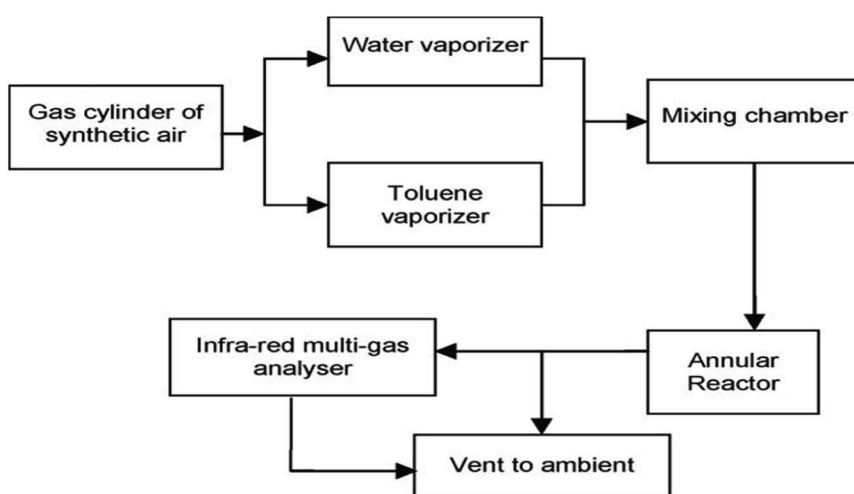 Water vaporizer
Gas cylinder of
synthetic air
Mixing chamber
Toluene
vaporizer
Infra-red multi-gas
analyser
Annular
Reactor
Vent to ambient